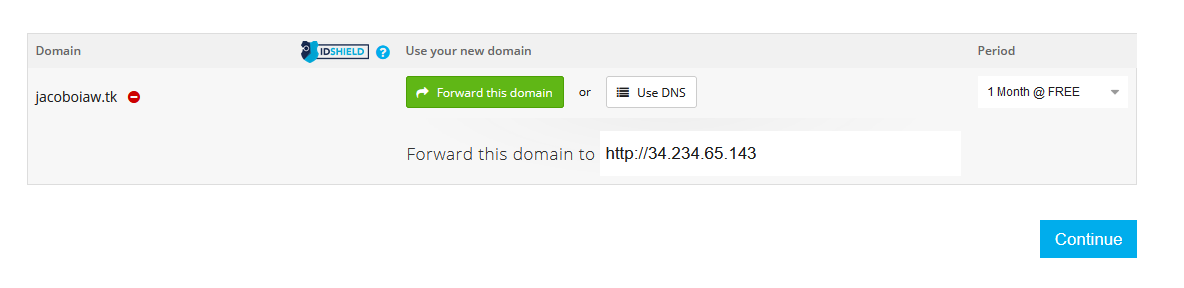 Domain IDSHIELD ? Use your new domain Period
jacoboiaw.tk Forward this domain or Use DNS 1 Month @ FREE
Forward this domain to http://34.234.65.143
Continue